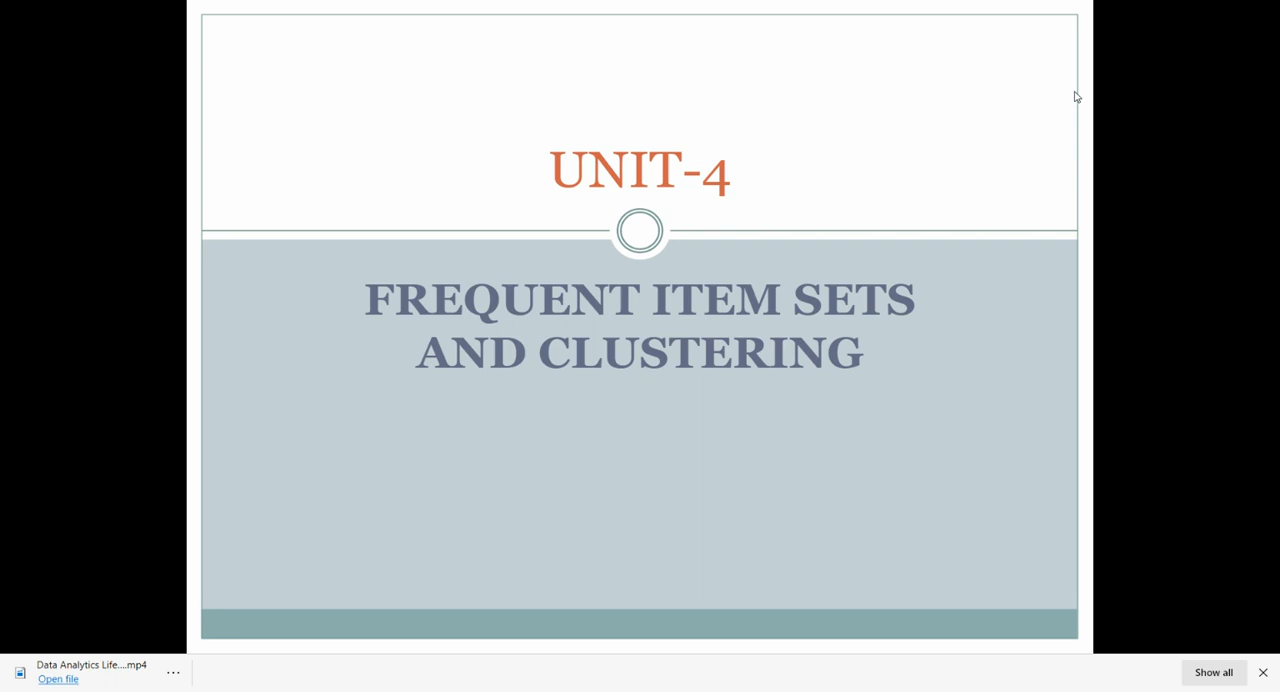 UNIT-4
FREQUENT ITEM SETS
AND CLUSTERING
Data Analytics Life....mp4
Open file
Show all